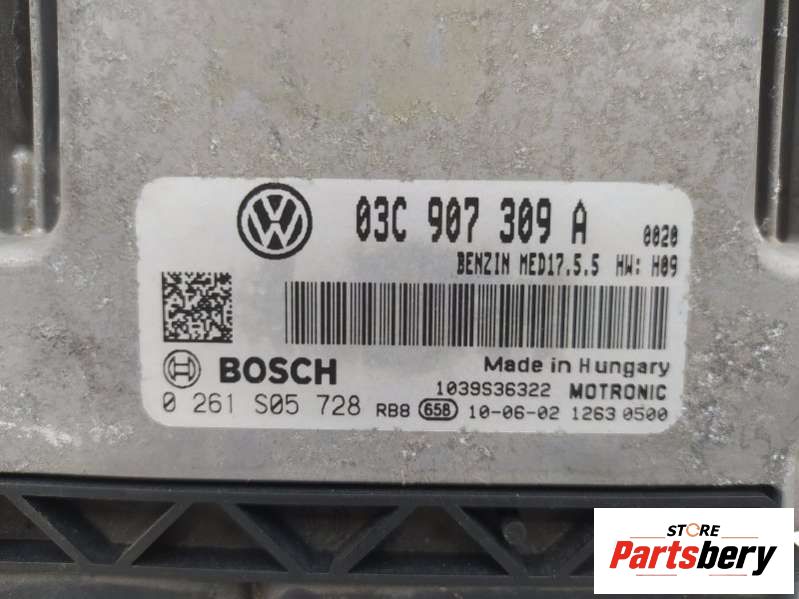 03C 907 309 A 0020
BENZIN MED17.5.5 HW: H09
BOSCH
Made in Hungary
1039S36322 MOTRONIC
0 261 S05 728 RB8 658 10-06-02 1263 0500
STORE
Partsbery